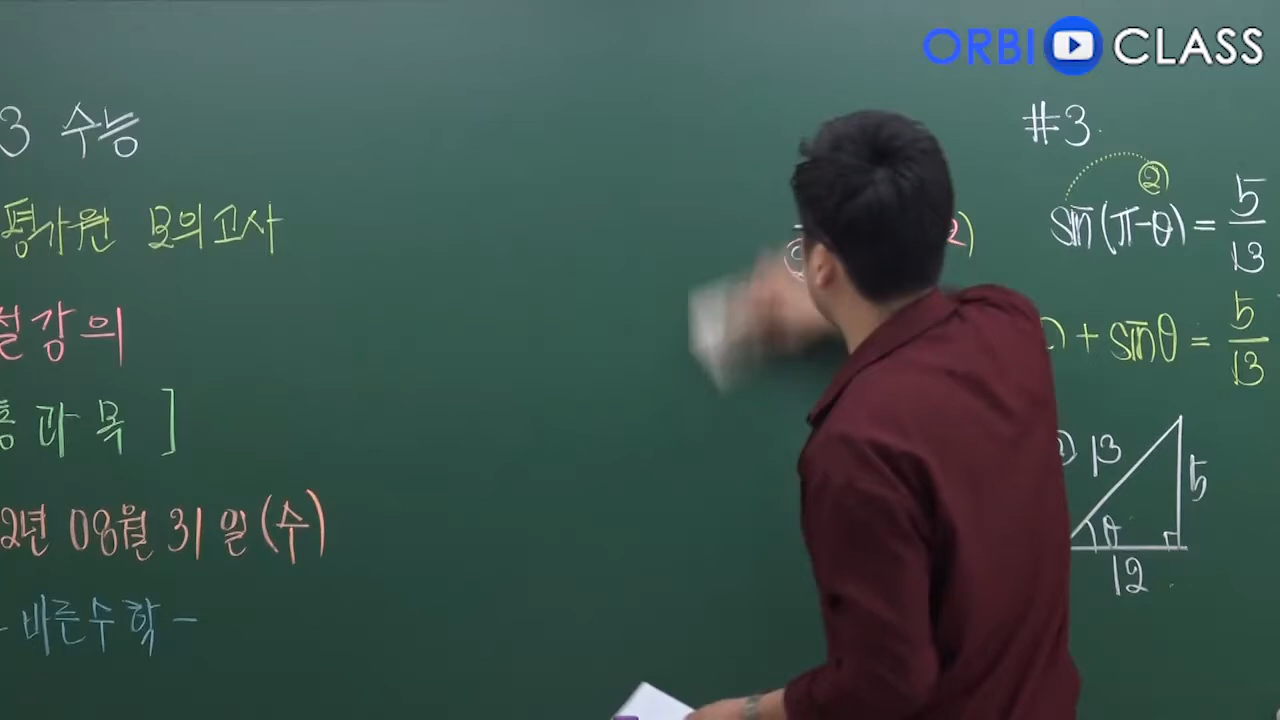 ORBI CLASS
3 수능
평가원 모의고사
설강의
통과목]
2년 08월 31일(수)
- 바른수학 -
2)
#3.
②
sin(π-θ) = 5/13
+ sinθ = 5/13
13
5
θ
12